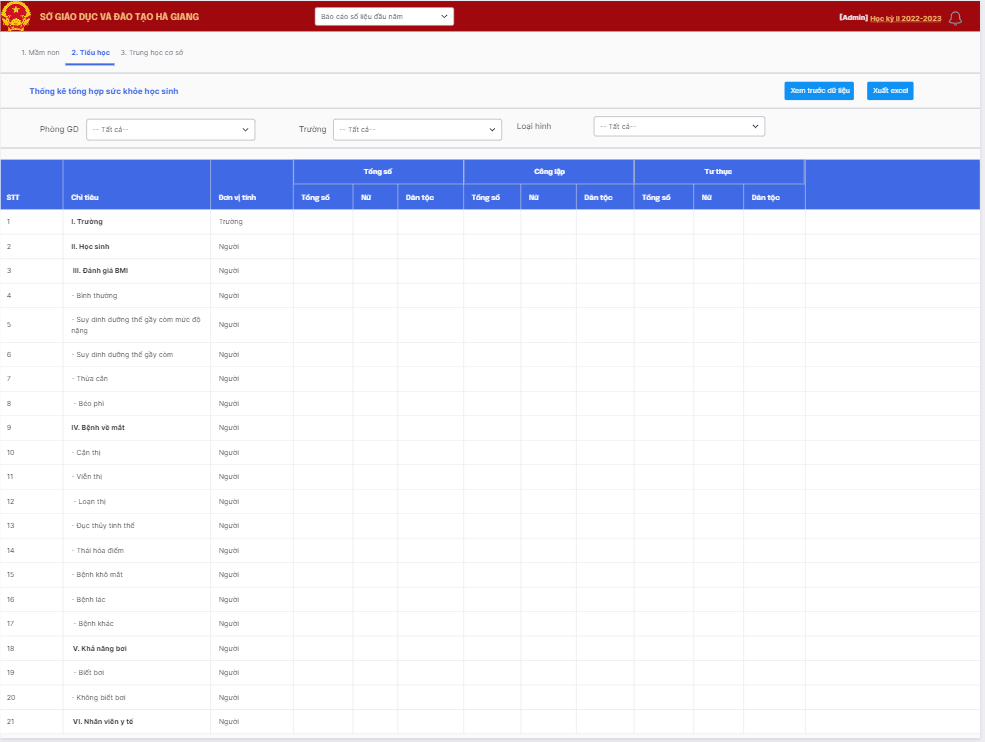 SỞ GIÁO DỤC VÀ ĐÀO TẠO HÀ GIANG
Báo cáo số liệu đầu năm
[Admin] Học kỳ II 2022-2023
1. Mầm non 2. Tiểu học 3. Trung học cơ sở
Thống kê tổng hợp sức khỏe học sinh
Xem trước dữ liệu Xuất excel
Phòng GD -- Tất cả-- Trường -- Tất cả-- Loại hình -- Tất cả--
Tổng số Công lập Tư thục
STT Chỉ tiêu Đơn vị tính Tổng số Nữ Dân tộc Tổng số Nữ Dân tộc Tổng số Nữ Dân tộc
1 I. Trường Trường
2 II. Học sinh Người
3 III. Đánh giá BMI Người
4 - Bình thường Người
5 - Suy dinh dưỡng thể gầy còm mức độ nặng Người
6 - Suy dinh dưỡng thể gầy còm Người
7 - Thừa cân Người
8 - Béo phì Người
9 IV. Bệnh về mắt Người
10 - Cận thị Người
11 - Viễn thị Người
12 - Loạn thị Người
13 - Đục thủy tinh thể Người
14 - Thái hóa điểm Người
15 - Bệnh khô mắt Người
16 - Bệnh lác Người
17 - Bệnh khác Người
18 V. Khả năng bơi Người
19 - Biết bơi Người
20 - Không biết bơi Người
21 VI. Nhân viên y tế Người